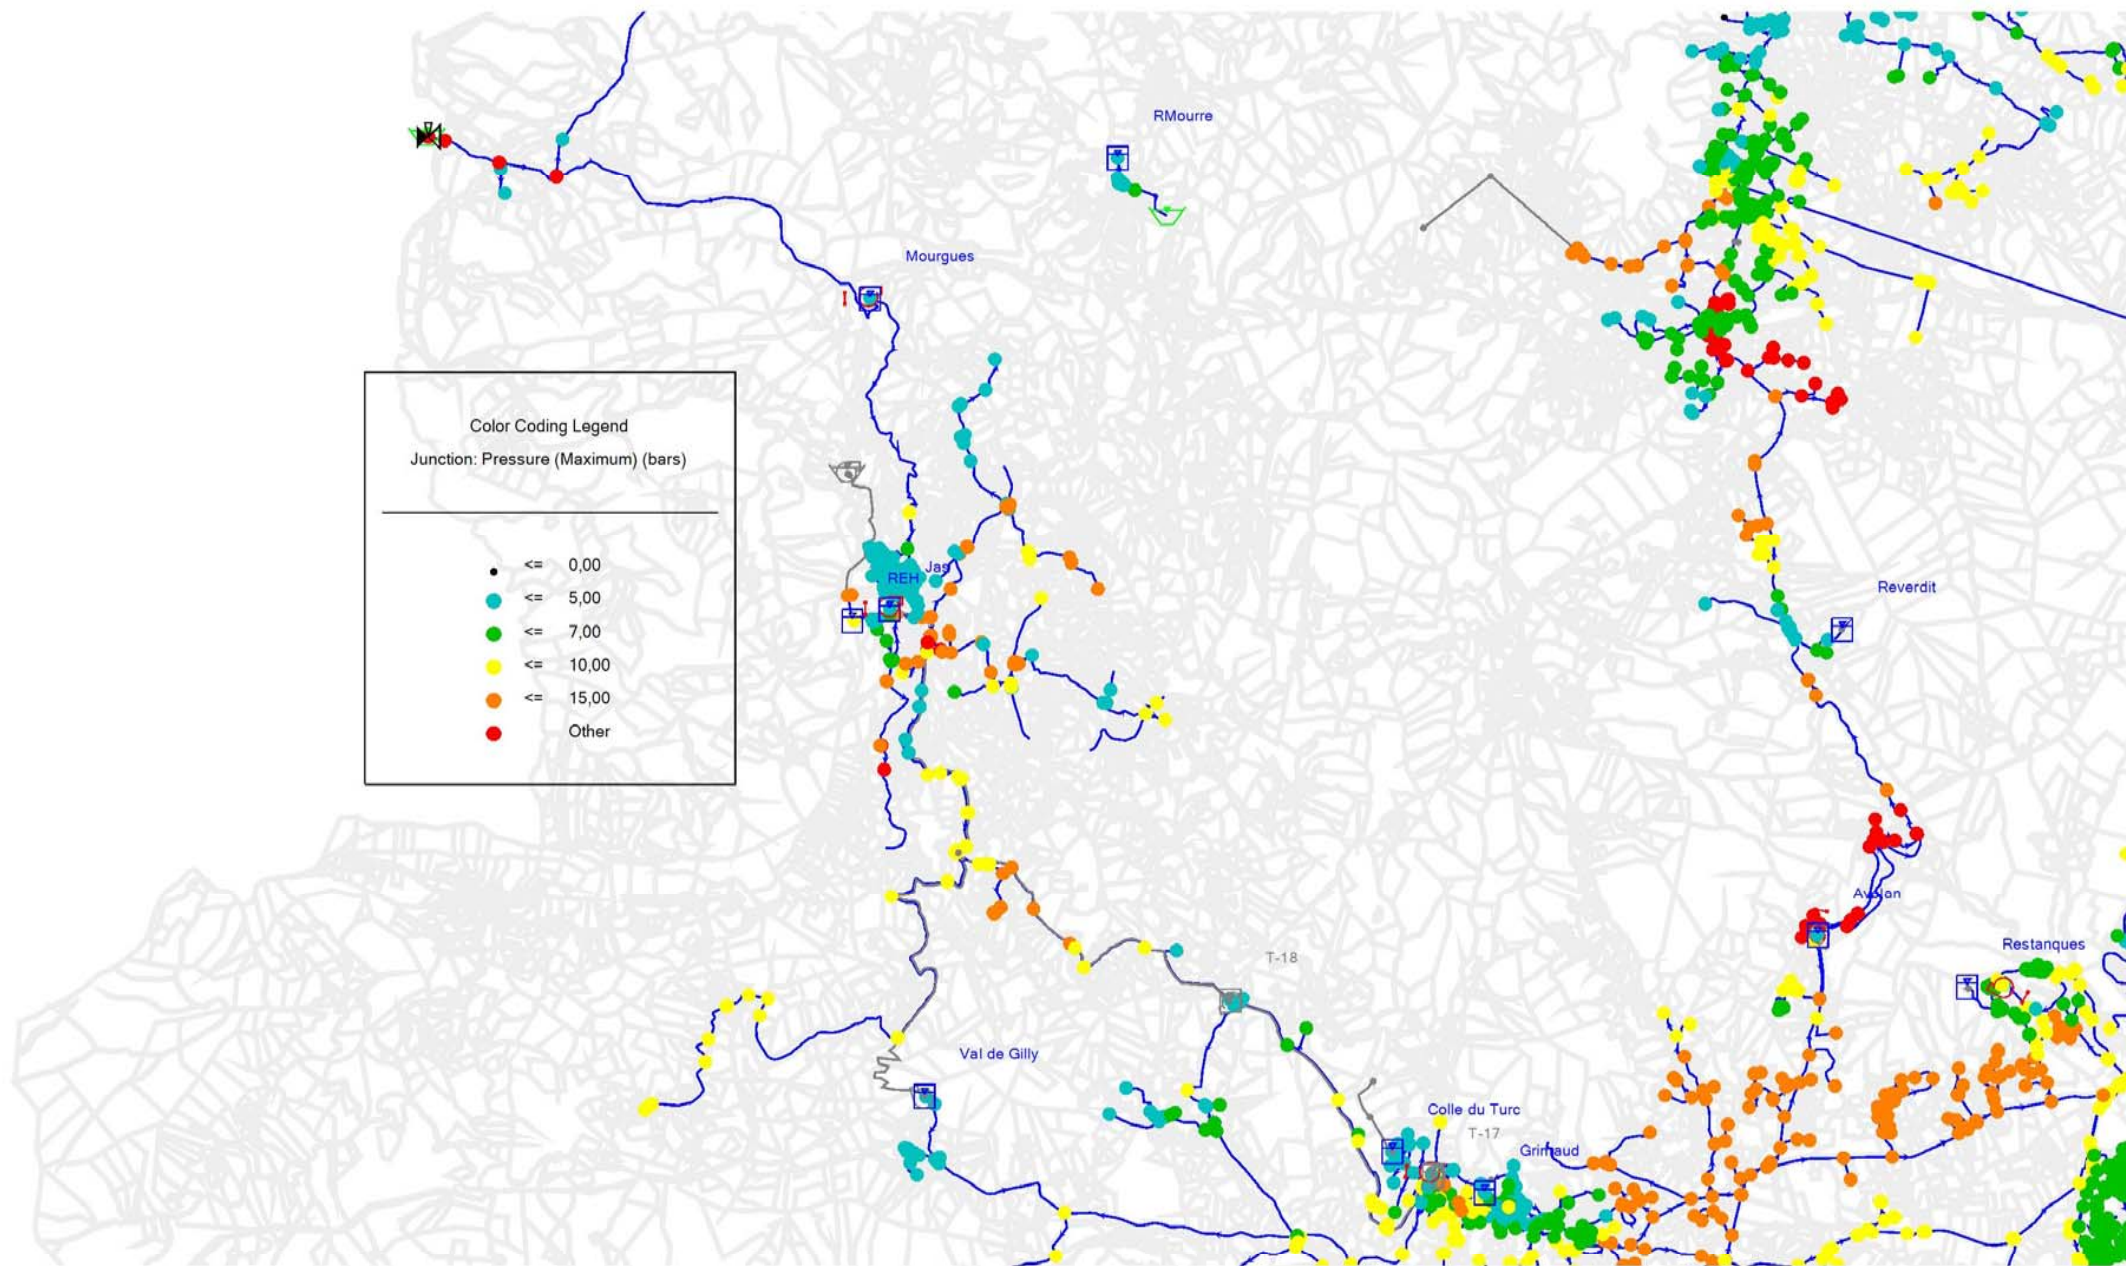 RMourre
Mourgues
Color Coding Legend
Junction: Pressure (Maximum) (bars)
<= 0,00
<= 5,00
<= 7,00
<= 10,00
<= 15,00
Other
Jas
REH
Reverdit
Avelan
Restanques
T-18
Val de Gilly
Colle du Turc
T-17
Grimaud